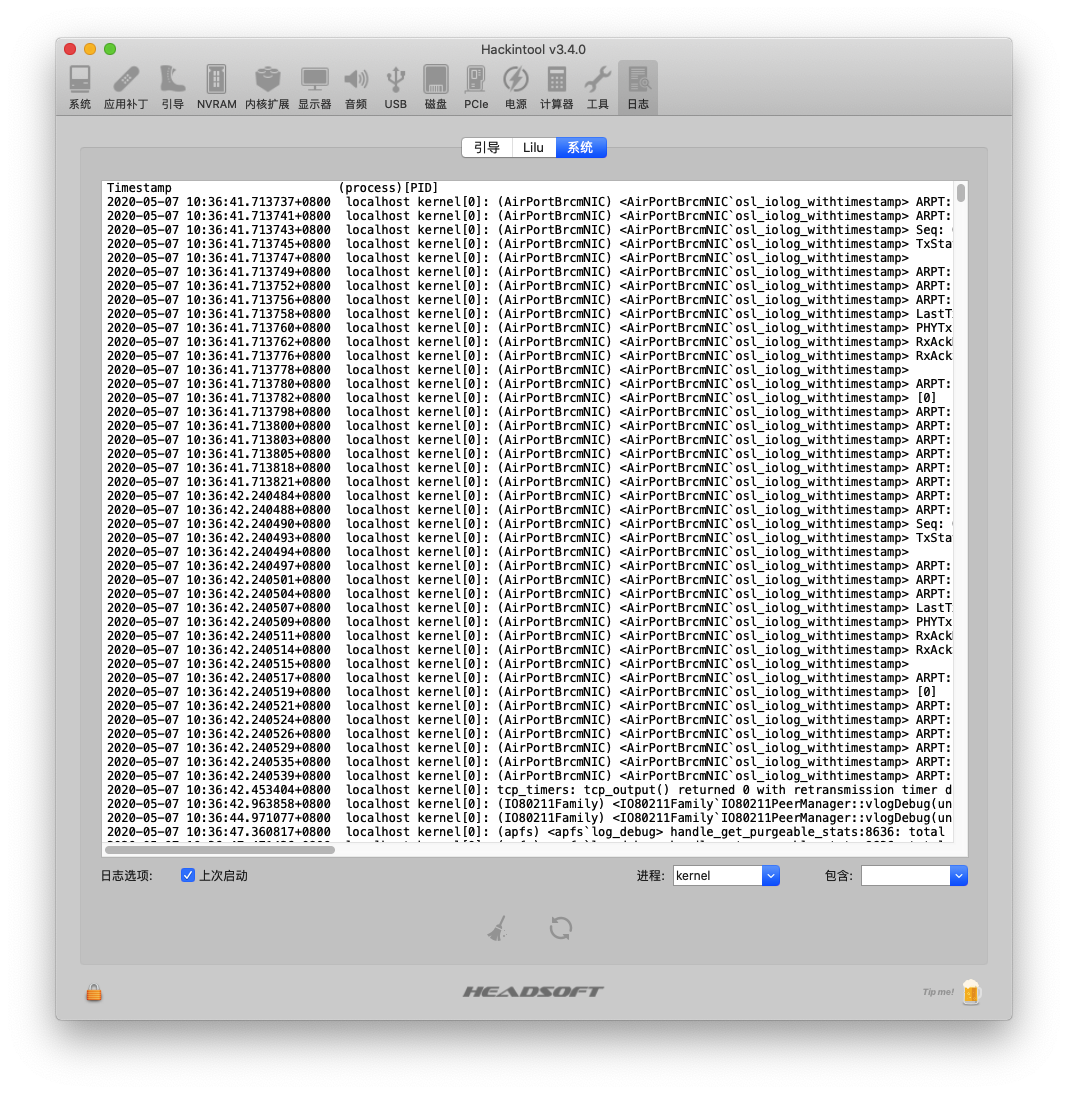 Hackintool v3.4.0
系统 应用补丁 引导 NVRAM 内核扩展 显示器 音频 USB 磁盘 PCIe 电源 计算器 工具 日志
引导 Lilu 系统
Timestamp (process)[PID]
2020-05-07 10:36:41.713737+0800 localhost kernel[0]: (AirPortBrcmNIC) <AirPortBrcmNIC`osl_iolog_withtimestamp> ARPT:
2020-05-07 10:36:41.713741+0800 localhost kernel[0]: (AirPortBrcmNIC) <AirPortBrcmNIC`osl_iolog_withtimestamp> ARPT:
2020-05-07 10:36:41.713743+0800 localhost kernel[0]: (AirPortBrcmNIC) <AirPortBrcmNIC`osl_iolog_withtimestamp> Seq:
2020-05-07 10:36:41.713745+0800 localhost kernel[0]: (AirPortBrcmNIC) <AirPortBrcmNIC`osl_iolog_withtimestamp> TxSta
2020-05-07 10:36:41.713747+0800 localhost kernel[0]: (AirPortBrcmNIC) <AirPortBrcmNIC`osl_iolog_withtimestamp>
2020-05-07 10:36:41.713749+0800 localhost kernel[0]: (AirPortBrcmNIC) <AirPortBrcmNIC`osl_iolog_withtimestamp> ARPT:
2020-05-07 10:36:41.713752+0800 localhost kernel[0]: (AirPortBrcmNIC) <AirPortBrcmNIC`osl_iolog_withtimestamp> ARPT:
2020-05-07 10:36:41.713756+0800 localhost kernel[0]: (AirPortBrcmNIC) <AirPortBrcmNIC`osl_iolog_withtimestamp> ARPT:
2020-05-07 10:36:41.713758+0800 localhost kernel[0]: (AirPortBrcmNIC) <AirPortBrcmNIC`osl_iolog_withtimestamp> LastT
2020-05-07 10:36:41.713760+0800 localhost kernel[0]: (AirPortBrcmNIC) <AirPortBrcmNIC`osl_iolog_withtimestamp> PHYTx
2020-05-07 10:36:41.713762+0800 localhost kernel[0]: (AirPortBrcmNIC) <AirPortBrcmNIC`osl_iolog_withtimestamp> RxAck
2020-05-07 10:36:41.713776+0800 localhost kernel[0]: (AirPortBrcmNIC) <AirPortBrcmNIC`osl_iolog_withtimestamp> RxAck
2020-05-07 10:36:41.713778+0800 localhost kernel[0]: (AirPortBrcmNIC) <AirPortBrcmNIC`osl_iolog_withtimestamp>
2020-05-07 10:36:41.713780+0800 localhost kernel[0]: (AirPortBrcmNIC) <AirPortBrcmNIC`osl_iolog_withtimestamp> ARPT:
2020-05-07 10:36:41.713782+0800 localhost kernel[0]: (AirPortBrcmNIC) <AirPortBrcmNIC`osl_iolog_withtimestamp> [0]
2020-05-07 10:36:41.713798+0800 localhost kernel[0]: (AirPortBrcmNIC) <AirPortBrcmNIC`osl_iolog_withtimestamp> ARPT:
2020-05-07 10:36:41.713800+0800 localhost kernel[0]: (AirPortBrcmNIC) <AirPortBrcmNIC`osl_iolog_withtimestamp> ARPT:
2020-05-07 10:36:41.713803+0800 localhost kernel[0]: (AirPortBrcmNIC) <AirPortBrcmNIC`osl_iolog_withtimestamp> ARPT:
2020-05-07 10:36:41.713805+0800 localhost kernel[0]: (AirPortBrcmNIC) <AirPortBrcmNIC`osl_iolog_withtimestamp> ARPT:
2020-05-07 10:36:41.713818+0800 localhost kernel[0]: (AirPortBrcmNIC) <AirPortBrcmNIC`osl_iolog_withtimestamp> ARPT:
2020-05-07 10:36:41.713821+0800 localhost kernel[0]: (AirPortBrcmNIC) <AirPortBrcmNIC`osl_iolog_withtimestamp> ARPT:
2020-05-07 10:36:42.240484+0800 localhost kernel[0]: (AirPortBrcmNIC) <AirPortBrcmNIC`osl_iolog_withtimestamp> ARPT:
2020-05-07 10:36:42.240488+0800 localhost kernel[0]: (AirPortBrcmNIC) <AirPortBrcmNIC`osl_iolog_withtimestamp> ARPT:
2020-05-07 10:36:42.240490+0800 localhost kernel[0]: (AirPortBrcmNIC) <AirPortBrcmNIC`osl_iolog_withtimestamp> Seq:
2020-05-07 10:36:42.240493+0800 localhost kernel[0]: (AirPortBrcmNIC) <AirPortBrcmNIC`osl_iolog_withtimestamp> TxSta
2020-05-07 10:36:42.240494+0800 localhost kernel[0]: (AirPortBrcmNIC) <AirPortBrcmNIC`osl_iolog_withtimestamp>
2020-05-07 10:36:42.240497+0800 localhost kernel[0]: (AirPortBrcmNIC) <AirPortBrcmNIC`osl_iolog_withtimestamp> ARPT:
2020-05-07 10:36:42.240501+0800 localhost kernel[0]: (AirPortBrcmNIC) <AirPortBrcmNIC`osl_iolog_withtimestamp> ARPT:
2020-05-07 10:36:42.240504+0800 localhost kernel[0]: (AirPortBrcmNIC) <AirPortBrcmNIC`osl_iolog_withtimestamp> ARPT:
2020-05-07 10:36:42.240507+0800 localhost kernel[0]: (AirPortBrcmNIC) <AirPortBrcmNIC`osl_iolog_withtimestamp> LastT
2020-05-07 10:36:42.240509+0800 localhost kernel[0]: (AirPortBrcmNIC) <AirPortBrcmNIC`osl_iolog_withtimestamp> PHYTx
2020-05-07 10:36:42.240511+0800 localhost kernel[0]: (AirPortBrcmNIC) <AirPortBrcmNIC`osl_iolog_withtimestamp> RxAck
2020-05-07 10:36:42.240514+0800 localhost kernel[0]: (AirPortBrcmNIC) <AirPortBrcmNIC`osl_iolog_withtimestamp> RxAck
2020-05-07 10:36:42.240515+0800 localhost kernel[0]: (AirPortBrcmNIC) <AirPortBrcmNIC`osl_iolog_withtimestamp>
2020-05-07 10:36:42.240517+0800 localhost kernel[0]: (AirPortBrcmNIC) <AirPortBrcmNIC`osl_iolog_withtimestamp> ARPT:
2020-05-07 10:36:42.240519+0800 localhost kernel[0]: (AirPortBrcmNIC) <AirPortBrcmNIC`osl_iolog_withtimestamp> [0]
2020-05-07 10:36:42.240521+0800 localhost kernel[0]: (AirPortBrcmNIC) <AirPortBrcmNIC`osl_iolog_withtimestamp> ARPT:
2020-05-07 10:36:42.240524+0800 localhost kernel[0]: (AirPortBrcmNIC) <AirPortBrcmNIC`osl_iolog_withtimestamp> ARPT:
2020-05-07 10:36:42.240526+0800 localhost kernel[0]: (AirPortBrcmNIC) <AirPortBrcmNIC`osl_iolog_withtimestamp> ARPT:
2020-05-07 10:36:42.240529+0800 localhost kernel[0]: (AirPortBrcmNIC) <AirPortBrcmNIC`osl_iolog_withtimestamp> ARPT:
2020-05-07 10:36:42.240535+0800 localhost kernel[0]: (AirPortBrcmNIC) <AirPortBrcmNIC`osl_iolog_withtimestamp> ARPT:
2020-05-07 10:36:42.240539+0800 localhost kernel[0]: (AirPortBrcmNIC) <AirPortBrcmNIC`osl_iolog_withtimestamp> ARPT:
2020-05-07 10:36:42.453404+0800 localhost kernel[0]: tcp_timers: tcp_output() returned 0 with retransmission timer d
2020-05-07 10:36:42.963858+0800 localhost kernel[0]: (IO80211Family) <IO80211Family`IO80211PeerManager::vlogDebug(un
2020-05-07 10:36:44.971077+0800 localhost kernel[0]: (IO80211Family) <IO80211Family`IO80211PeerManager::vlogDebug(un
2020-05-07 10:36:47.360817+0800 localhost kernel[0]: (apfs) <apfs`log_debug> handle_get_purgeable_stats:8636: total
日志选项: 上次启动 进程: kernel 包含:
HEADSOFT
Tip me!